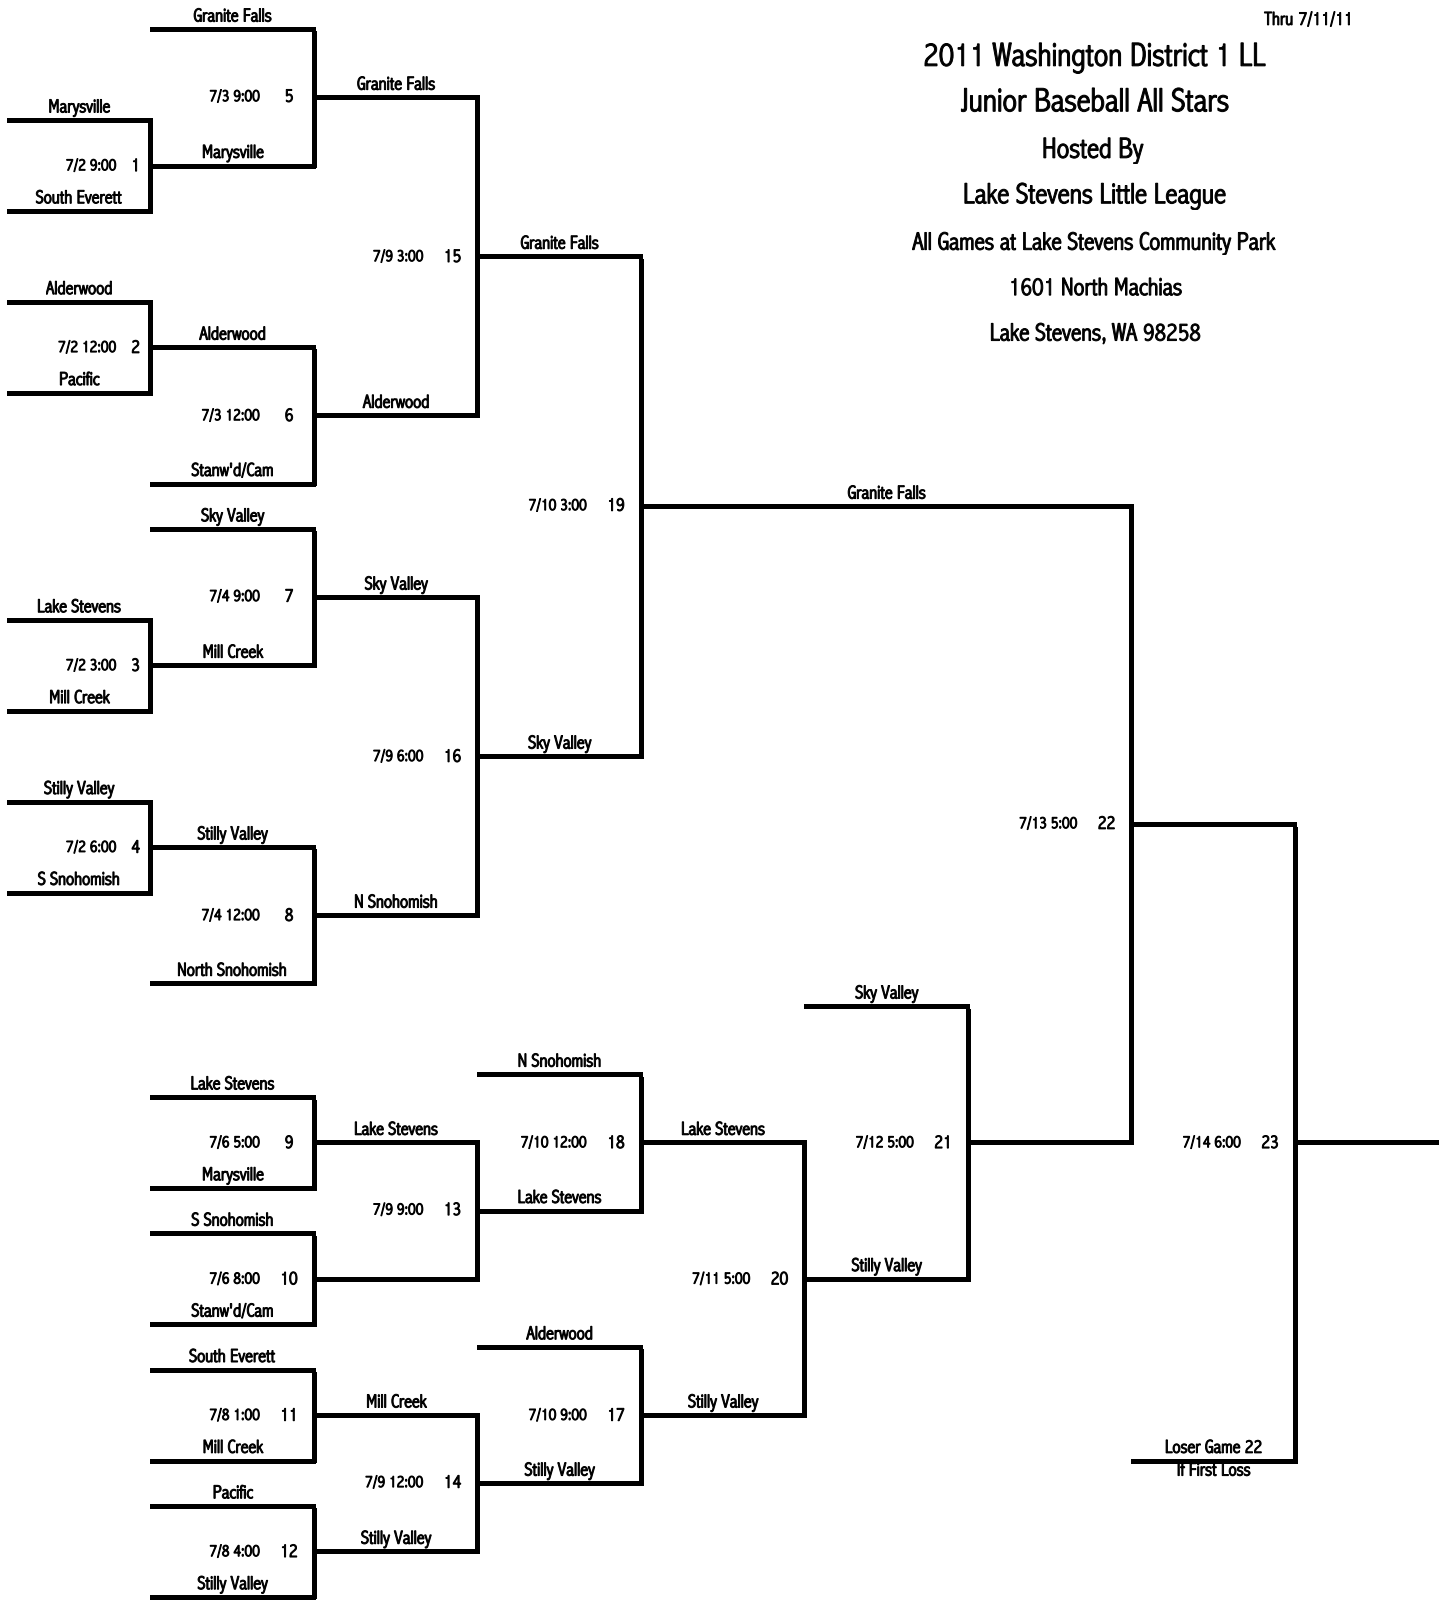 Thru 7/11/11
2011 Washington District 1 LL
Junior Baseball All Stars
Hosted By
Lake Stevens Little League
All Games at Lake Stevens Community Park
1601 North Machias
Lake Stevens, WA 98258
Granite Falls
7/3 9:00 5
Granite Falls
Marysville
Marysville
7/2 9:00 1
South Everett
7/9 3:00 15
Granite Falls
Alderwood
Alderwood
7/2 12:00 2
Pacific
Alderwood
7/3 12:00 6
Stanw'd/Cam
7/10 3:00 19
Granite Falls
Sky Valley
7/4 9:00 7
Sky Valley
Lake Stevens
7/2 3:00 3
Mill Creek
Mill Creek
7/9 6:00 16
Sky Valley
Stilly Valley
7/2 6:00 4
S Snohomish
Stilly Valley
7/4 12:00 8
N Snohomish
North Snohomish
7/13 5:00 22
Sky Valley
N Snohomish
Lake Stevens
7/6 5:00 9
Marysville
Lake Stevens
7/10 12:00 18
Lake Stevens
7/12 5:00 21
7/14 6:00 23
7/9 9:00 13
Lake Stevens
S Snohomish
7/6 8:00 10
Stanw'd/Cam
7/11 5:00 20
Stilly Valley
Alderwood
South Everett
7/8 1:00 11
Mill Creek
Mill Creek
7/10 9:00 17
Stilly Valley
7/9 12:00 14
Stilly Valley
Pacific
7/8 4:00 12
Stilly Valley
Stilly Valley
Loser Game 22
If First Loss